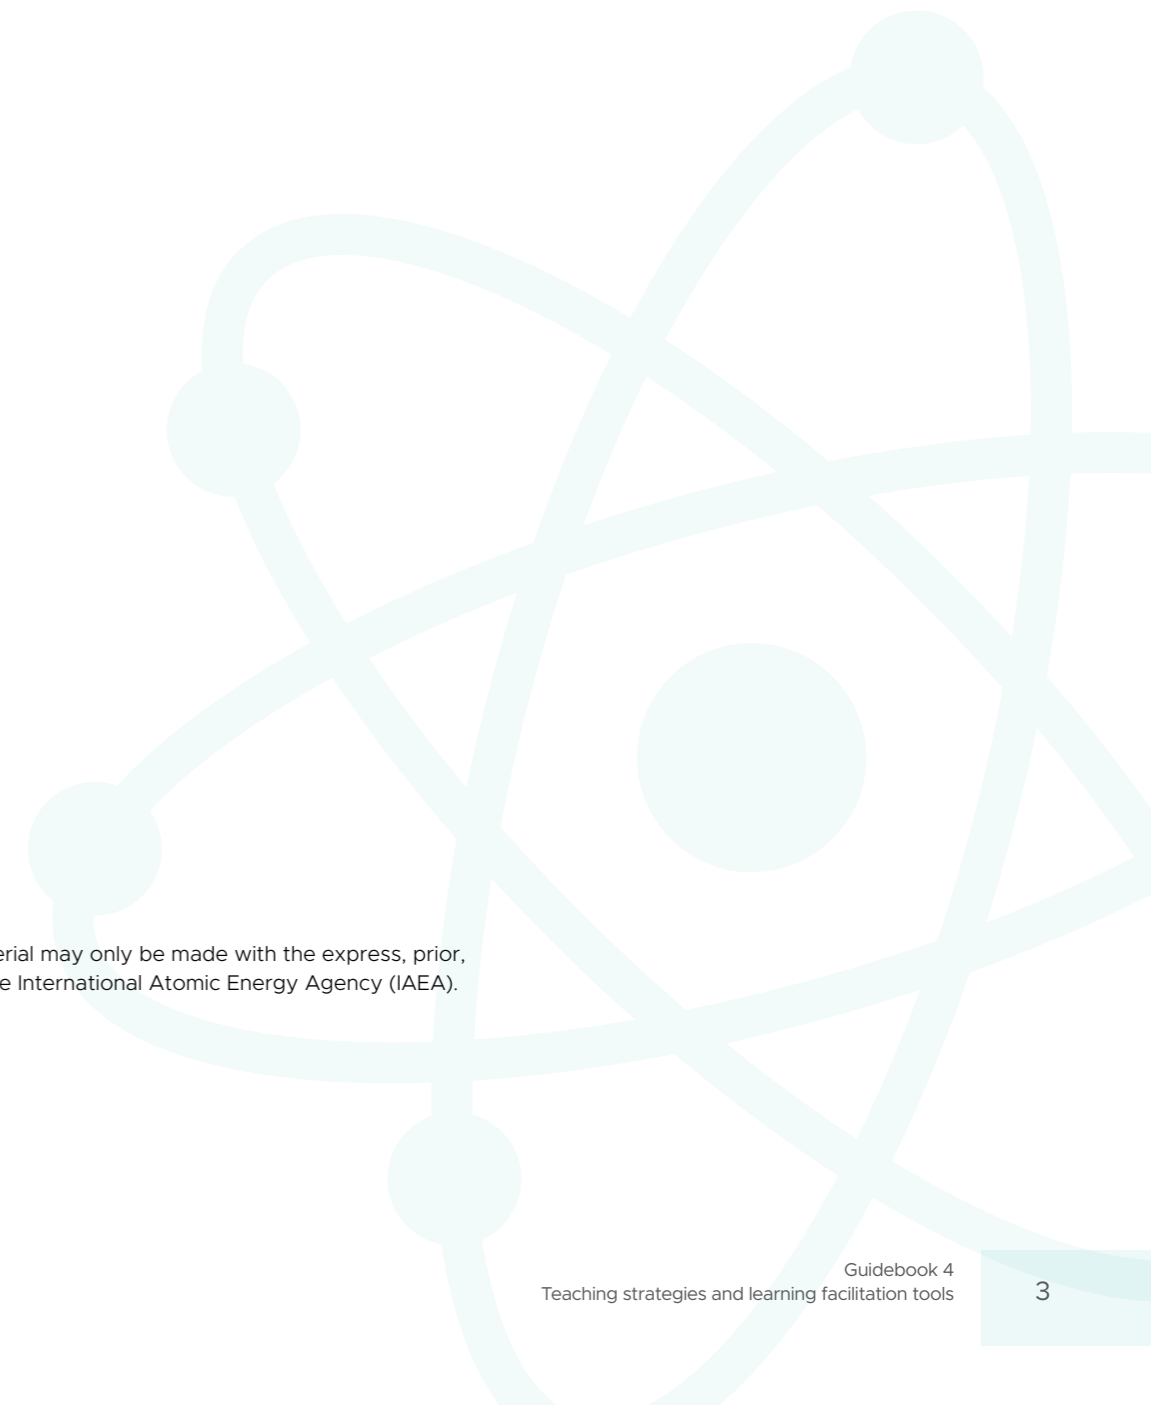 erial may only be made with the express, prior,
e International Atomic Energy Agency (IAEA).
Guidebook 4
Teaching strategies and learning facilitation tools
3